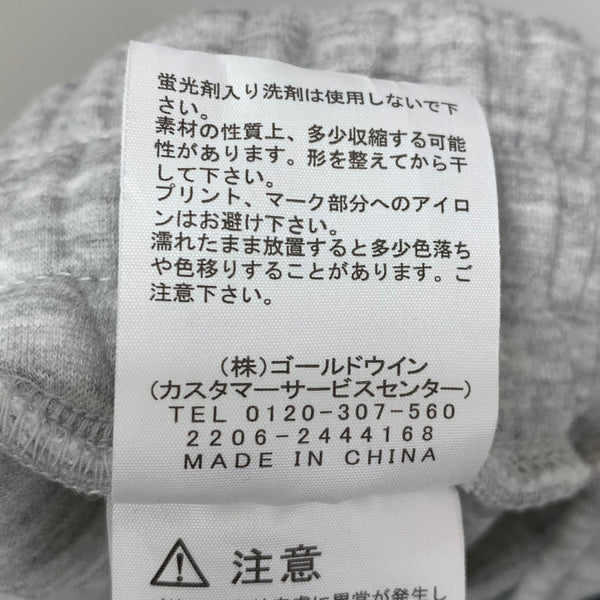 蛍光剤入り洗剤は使用しないで下
さい。
素材の性質上、多少収縮する可能
性があります。形を整えてから干
して下さい。
プリント、マーク部分へのアイロ
ンはお避け下さい。
濡れたまま放置すると多少色落ち
や色移りすることがあります。ご
注意下さい。
(株)ゴールドウイン
(カスタマーサービスセンター)
TEL 0120-307-560
2206-2444168
MADE IN CHINA
注意
に異常が発生し